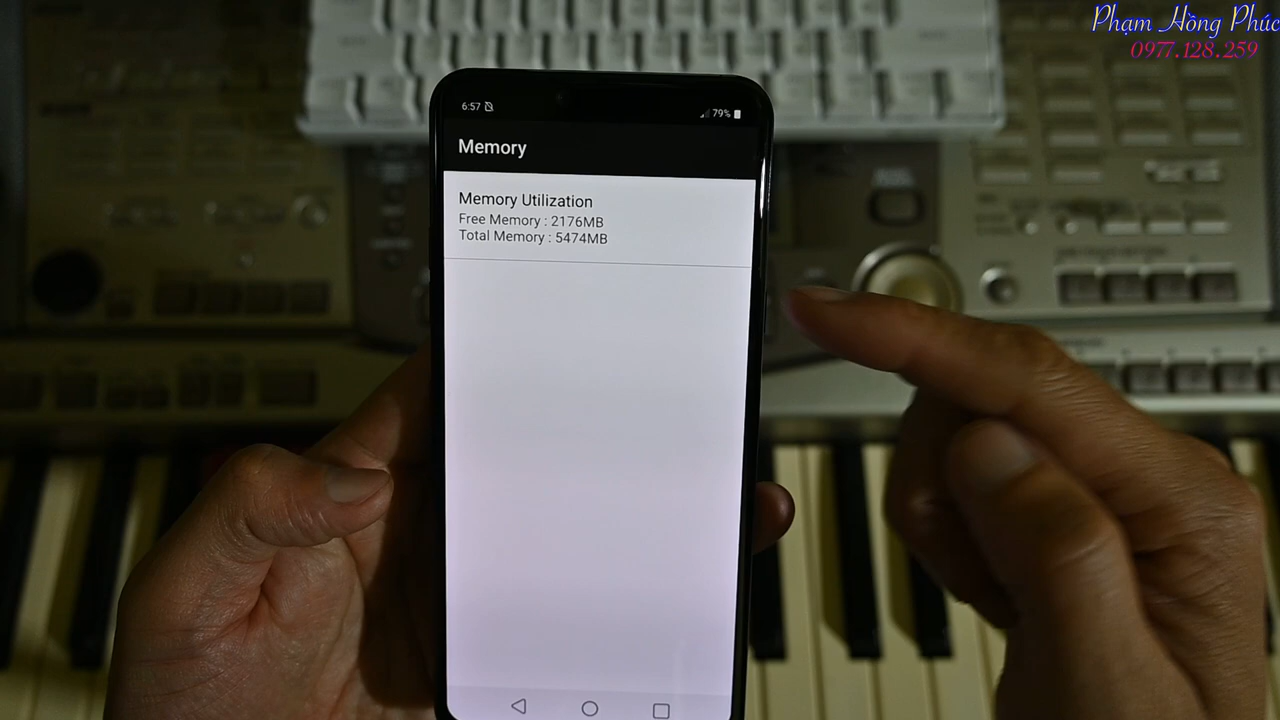 Phạm Hồng Phúc
0977.128.259
6:57
79%
Memory
Memory Utilization
Free Memory : 2176MB
Total Memory : 5474MB